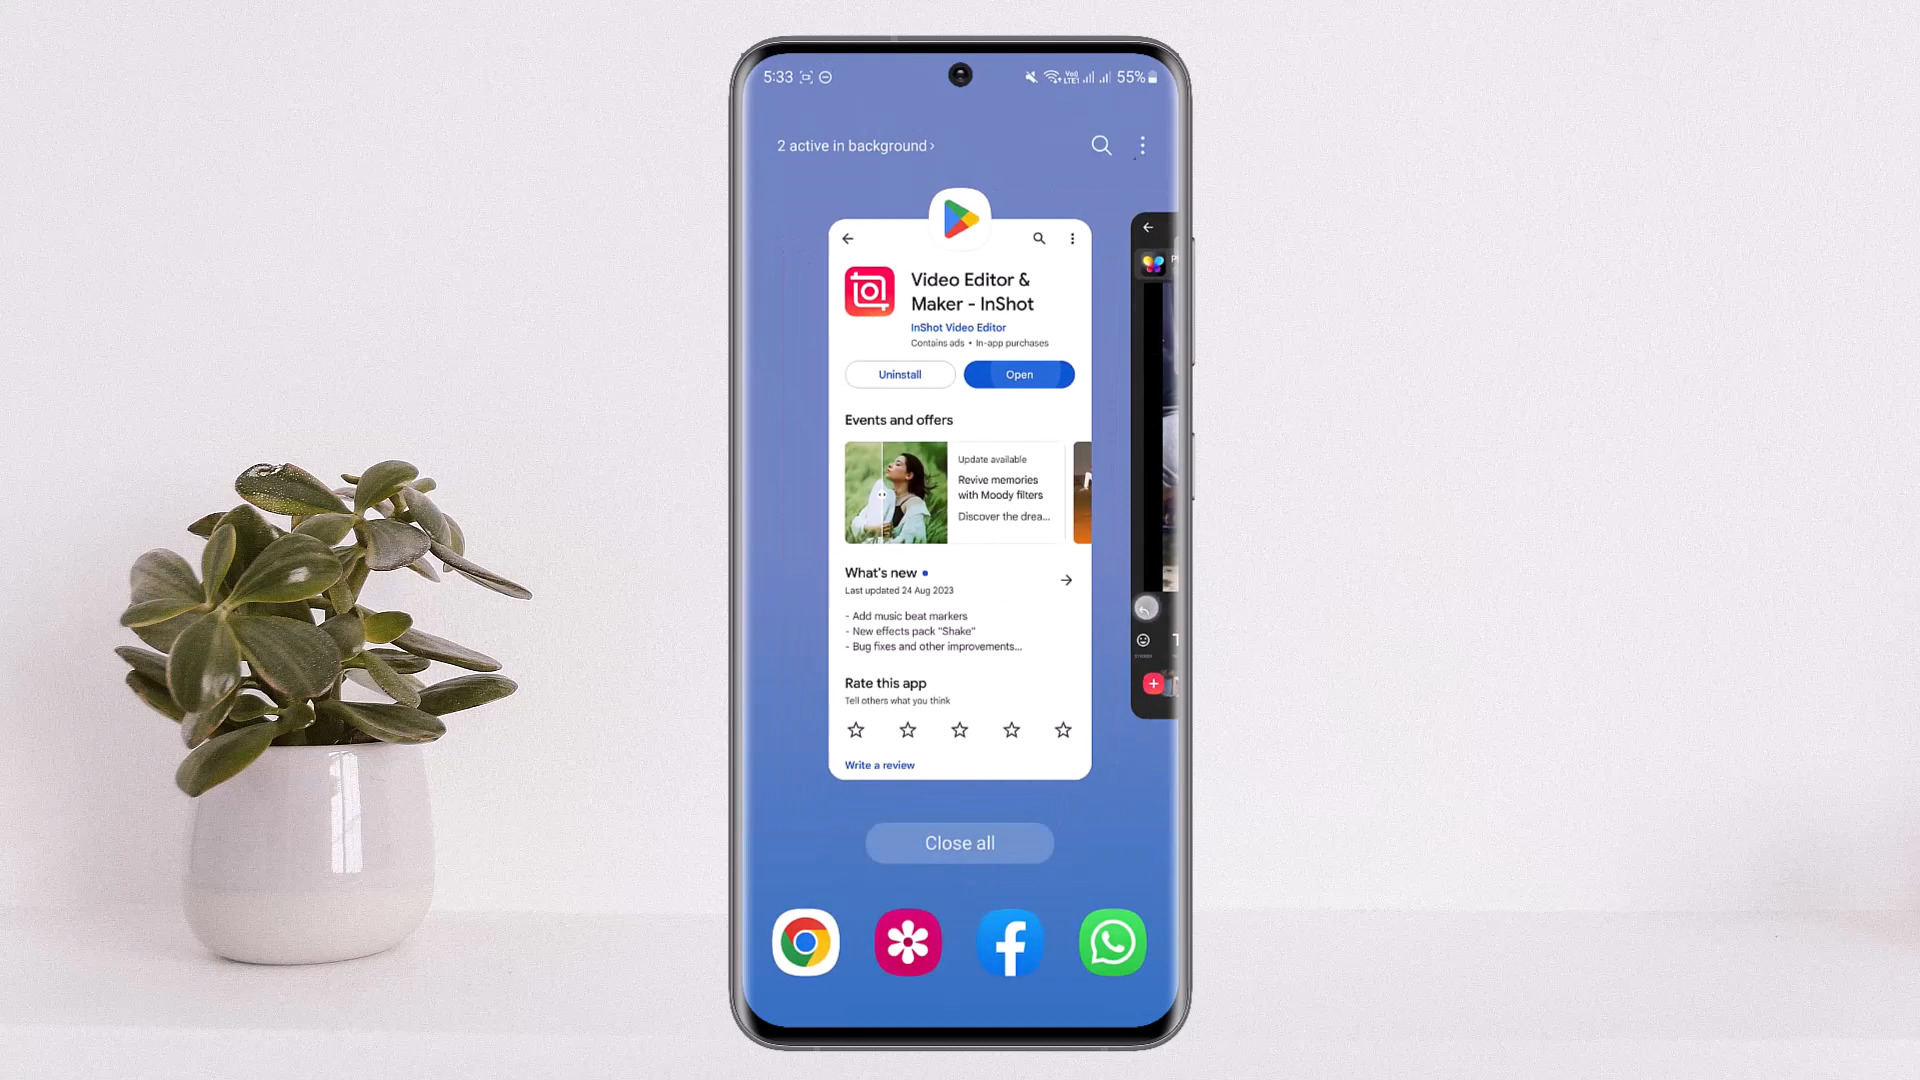 5:33
55%
2 active in background ›
Video Editor &
Maker - InShot
InShot Video Editor
Contains ads • In-app purchases
Uninstall
Open
Events and offers
Update available
Revive memories
with Moody filters
Discover the drea...
What's new •
Last updated 24 Aug 2023
- Add music beat markers
- New effects pack "Shake"
- Bug fixes and other improvements...
Rate this app
Tell others what you think
Write a review
Close all